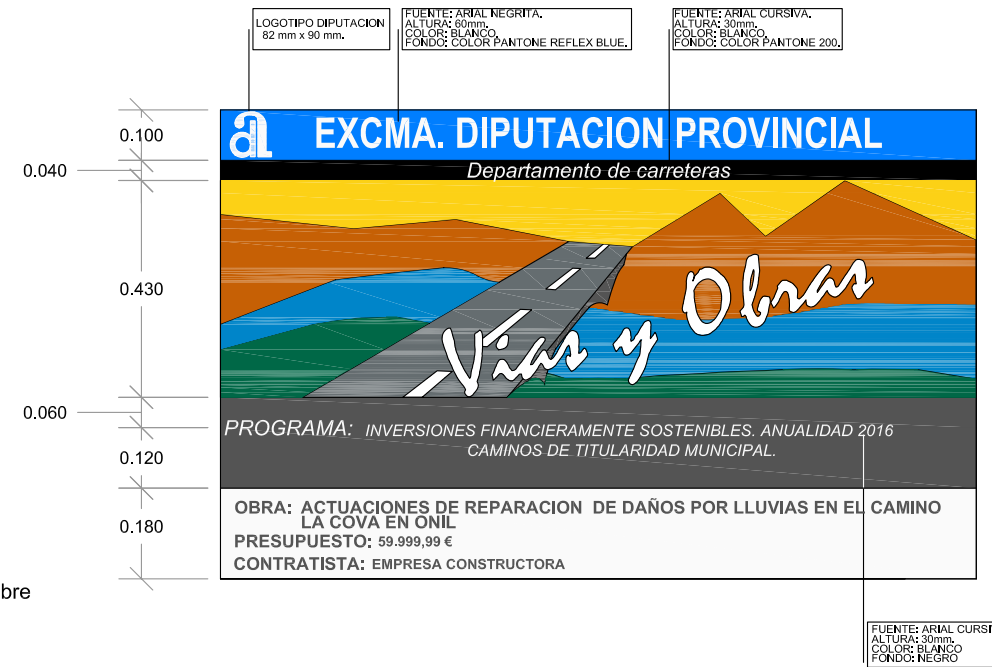 LOGOTIPO DIPUTACION
82 mm x 90 mm.
FUENTE: ARIAL NEGRITA.
ALTURA: 60mm.
COLOR: BLANCO.
FONDO: COLOR PANTONE REFLEX BLUE.
FUENTE: ARIAL CURSIVA.
ALTURA: 30mm.
COLOR: BLANCO.
FONDO: COLOR PANTONE 200.
0.100
0.040
0.430
0.060
0.120
0.180
a
EXCMA. DIPUTACION PROVINCIAL
Departamento de carreteras
Vias y Obras
PROGRAMA: INVERSIONES FINANCIERAMENTE SOSTENIBLES. ANUALIDAD 2016
CAMINOS DE TITULARIDAD MUNICIPAL.
OBRA: ACTUACIONES DE REPARACION DE DAÑOS POR LLUVIAS EN EL CAMINO
LA COVA EN ONIL
PRESUPUESTO: 59.999,99 €
CONTRATISTA: EMPRESA CONSTRUCTORA
bre
FUENTE: ARIAL CURSI
ALTURA: 30mm.
COLOR: BLANCO
FONDO: NEGRO